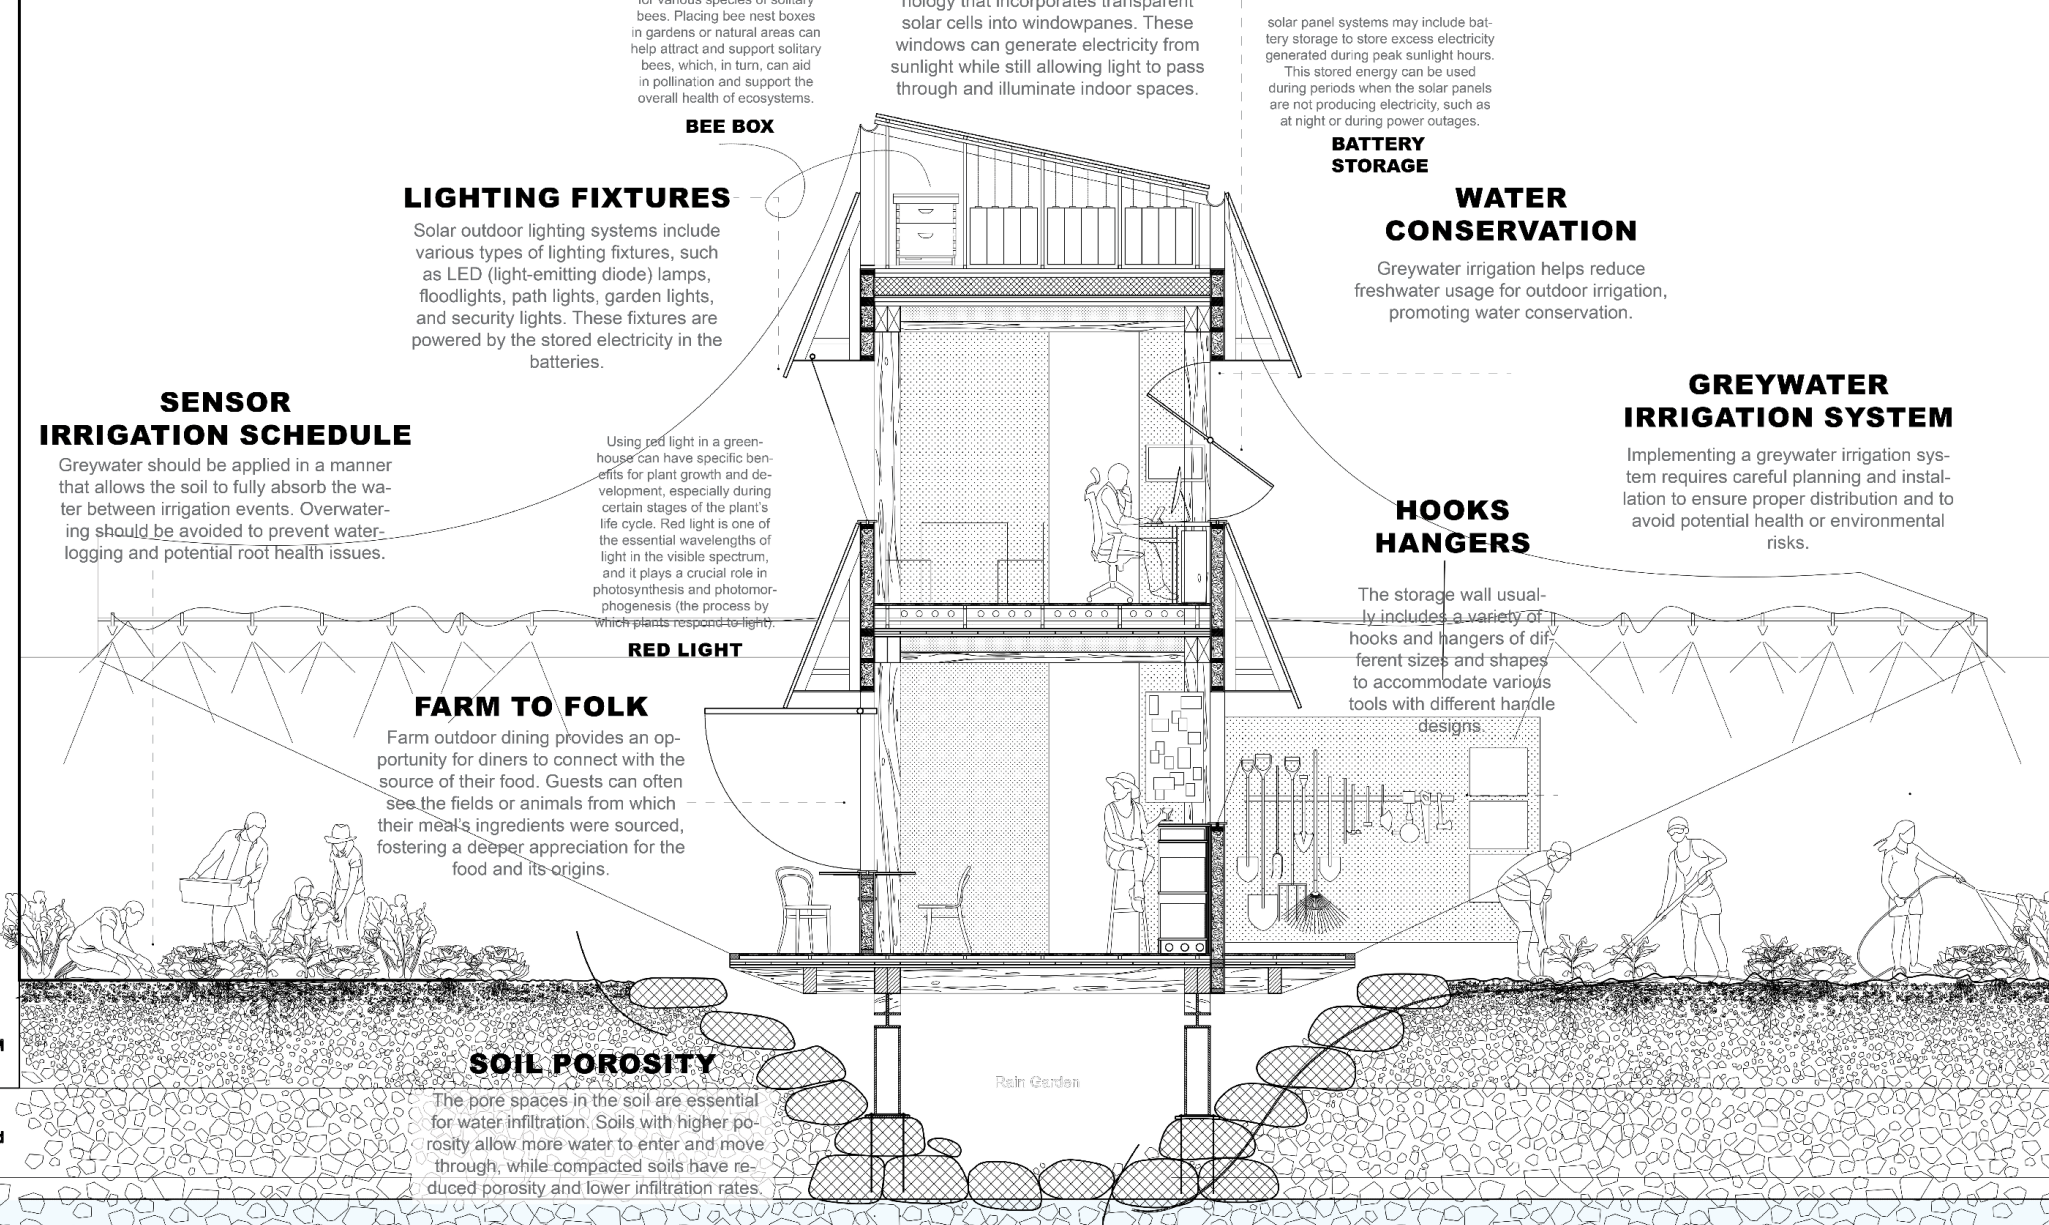 for various species of solitary
bees. Placing bee nest boxes
in gardens or natural areas can
help attract and support solitary
bees, which, in turn, can aid
in pollination and support the
overall health of ecosystems.
BEE BOX
nology that incorporates transparent
solar cells into windowpanes. These
windows can generate electricity from
sunlight while still allowing light to pass
through and illuminate indoor spaces.
solar panel systems may include bat-
tery storage to store excess electricity
generated during peak sunlight hours.
This stored energy can be used
during periods when the solar panels
are not producing electricity, such as
at night or during power outages.
BATTERY
STORAGE
LIGHTING FIXTURES
Solar outdoor lighting systems include
various types of lighting fixtures, such
as LED (light-emitting diode) lamps,
floodlights, path lights, garden lights,
and security lights. These fixtures are
powered by the stored electricity in the
batteries.
WATER
CONSERVATION
Greywater irrigation helps reduce
freshwater usage for outdoor irrigation,
promoting water conservation.
SENSOR
IRRIGATION SCHEDULE
Greywater should be applied in a manner
that allows the soil to fully absorb the wa-
ter between irrigation events. Overwater-
ing should be avoided to prevent water-
logging and potential root health issues.
Using red light in a green-
house can have specific ben-
efits for plant growth and de-
velopment, especially during
certain stages of the plant's
life cycle. Red light is one of
the essential wavelengths of
light in the visible spectrum,
and it plays a crucial role in
photosynthesis and photomor-
phogenesis (the process by
which plants respond to light).
RED LIGHT
GREYWATER
IRRIGATION SYSTEM
Implementing a greywater irrigation sys-
tem requires careful planning and instal-
lation to ensure proper distribution and to
avoid potential health or environmental
risks.
HOOKS
HANGERS
The storage wall usual-
ly includes a variety of
hooks and hangers of dif-
ferent sizes and shapes
to accommodate various
tools with different handle
designs.
FARM TO FOLK
Farm outdoor dining provides an op-
portunity for diners to connect with the
source of their food. Guests can often
see the fields or animals from which
their meal's ingredients were sourced,
fostering a deeper appreciation for the
food and its origins.
SOIL POROSITY
The pore spaces in the soil are essential
for water infiltration. Soils with higher po-
rosity allow more water to enter and move
through, while compacted soils have re-
duced porosity and lower infiltration rates.
Rain Garden